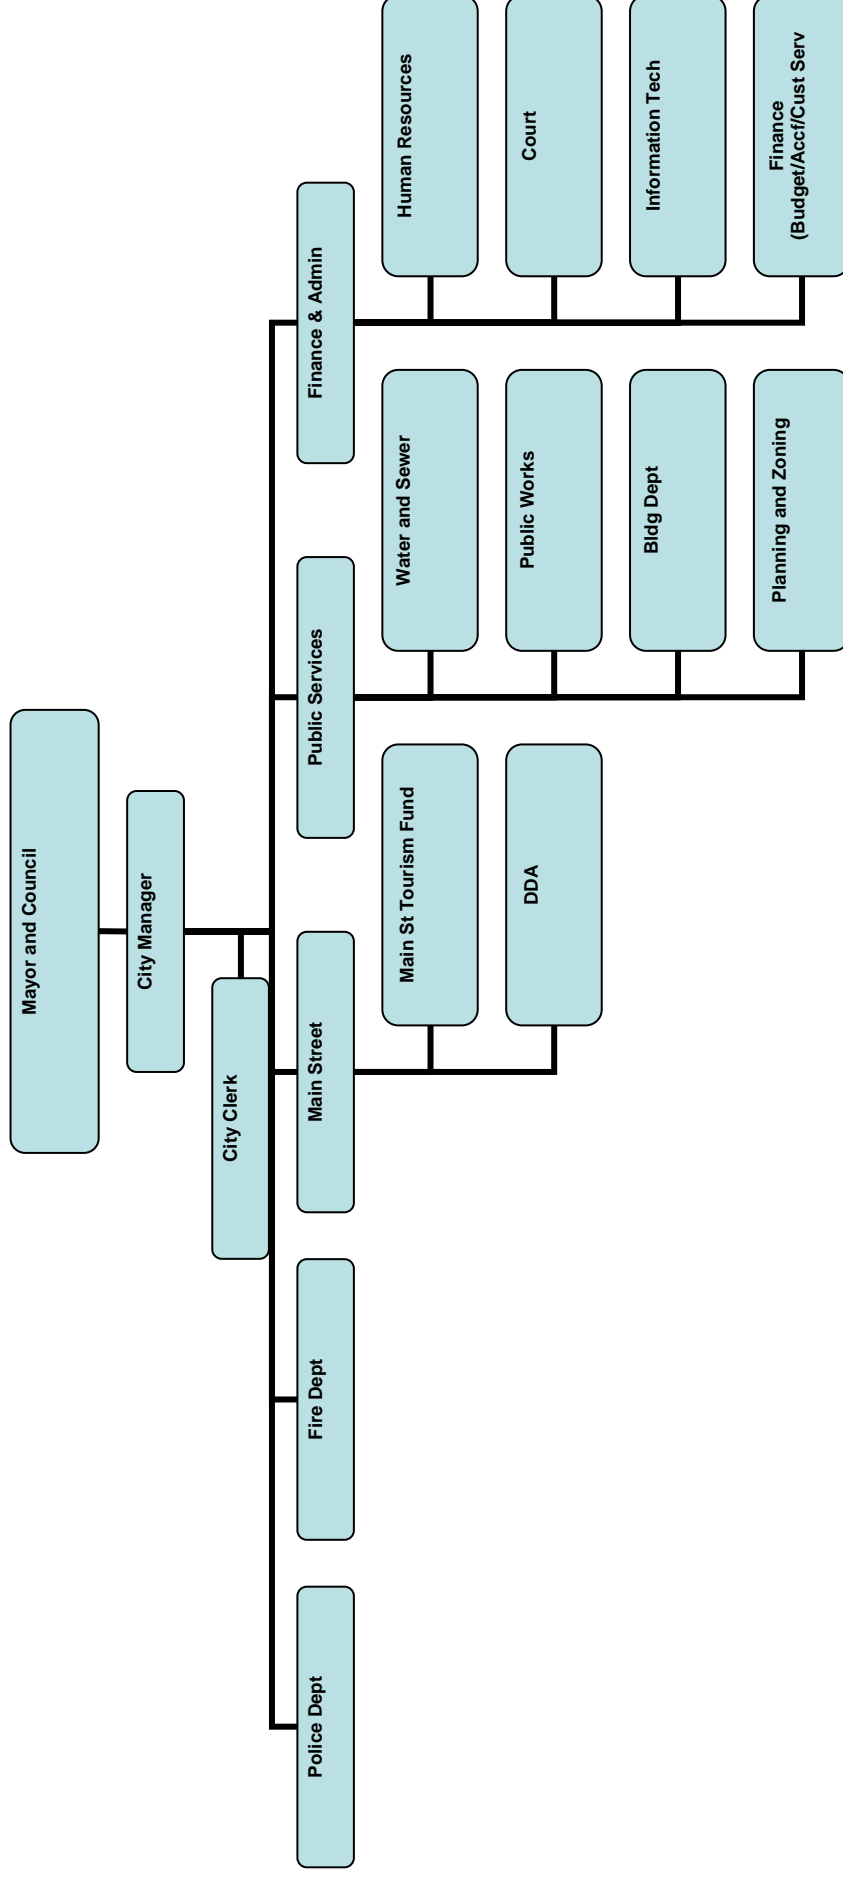 Mayor and Council
City Manager
City Clerk
Police Dept
Fire Dept
Main Street
Public Services
Finance & Admin
Main St Tourism Fund
Water and Sewer
Human Resources
DDA
Public Works
Court
Bldg Dept
Information Tech
Planning and Zoning
Finance
(Budget/Accf/Cust Serv